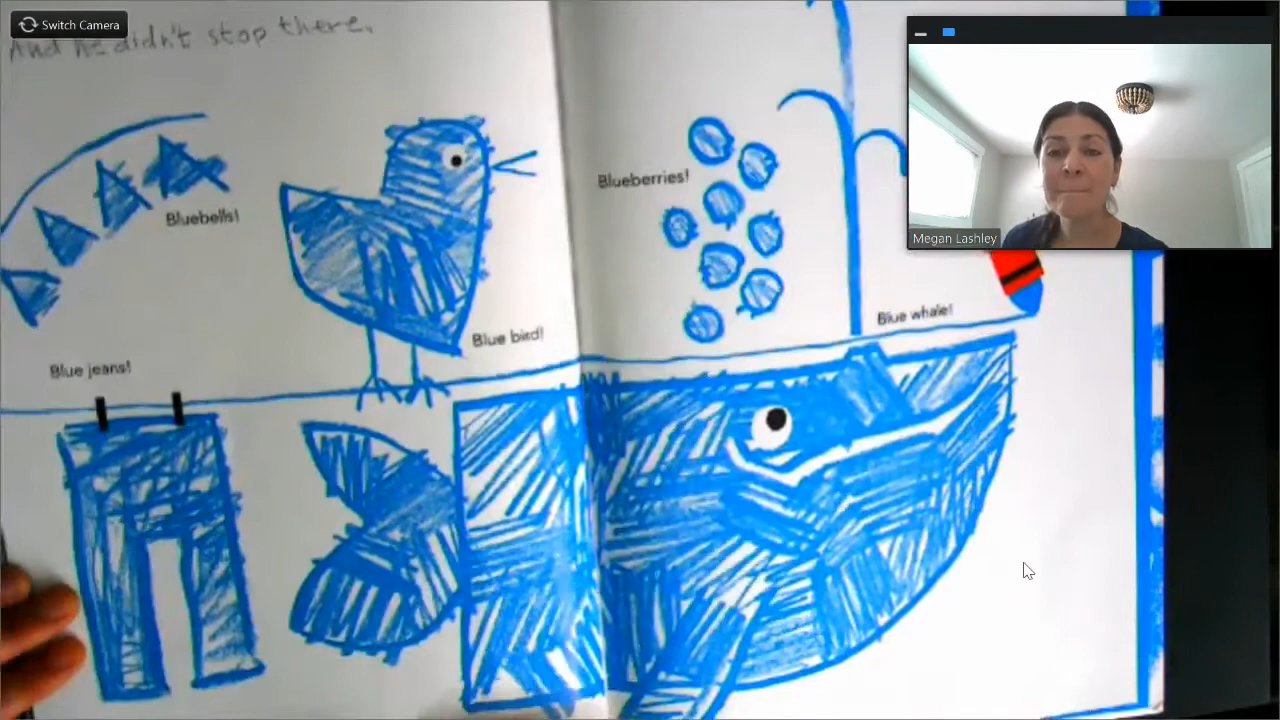 Switch Camera
And he didn't stop there.
Bluebells!
Blueberries!
Megan Lashley
Blue jeans!
Blue bird!
Blue whale!